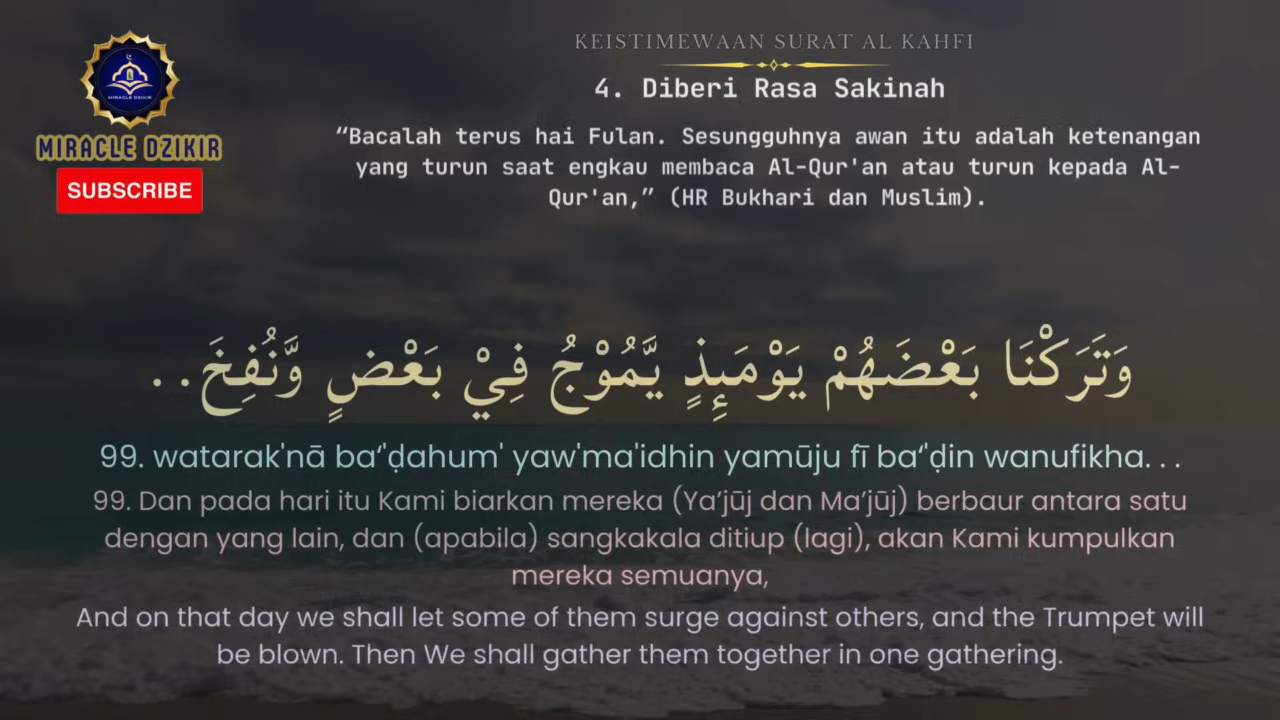 KEISTIMEWAAN SURAT AL KAHFI
4. Diberi Rasa Sakinah
“Bacalah terus hai Fulan. Sesungguhnya awan itu adalah ketenangan
yang turun saat engkau membaca Al-Qur'an atau turun kepada Al-
Qur'an,” (HR Bukhari dan Muslim).
MIRACLE DZIKIR
MIRACLE DZIKIR
SUBSCRIBE
وَتَرَكْنَا بَعْضَهُمْ يَوْمَىِٕذٍ يَّمُوْجُ فِيْ بَعْضٍ وَّنُفِخَ. .
99. watarak'nā ba‘'ḍahum' yaw'ma'idhin yamūju fī ba‘'ḍin wanufikha. . .
99. Dan pada hari itu Kami biarkan mereka (Ya’jūj dan Ma’jūj) berbaur antara satu
dengan yang lain, dan (apabila) sangkakala ditiup (lagi), akan Kami kumpulkan
mereka semuanya,
And on that day we shall let some of them surge against others, and the Trumpet will
be blown. Then We shall gather them together in one gathering.